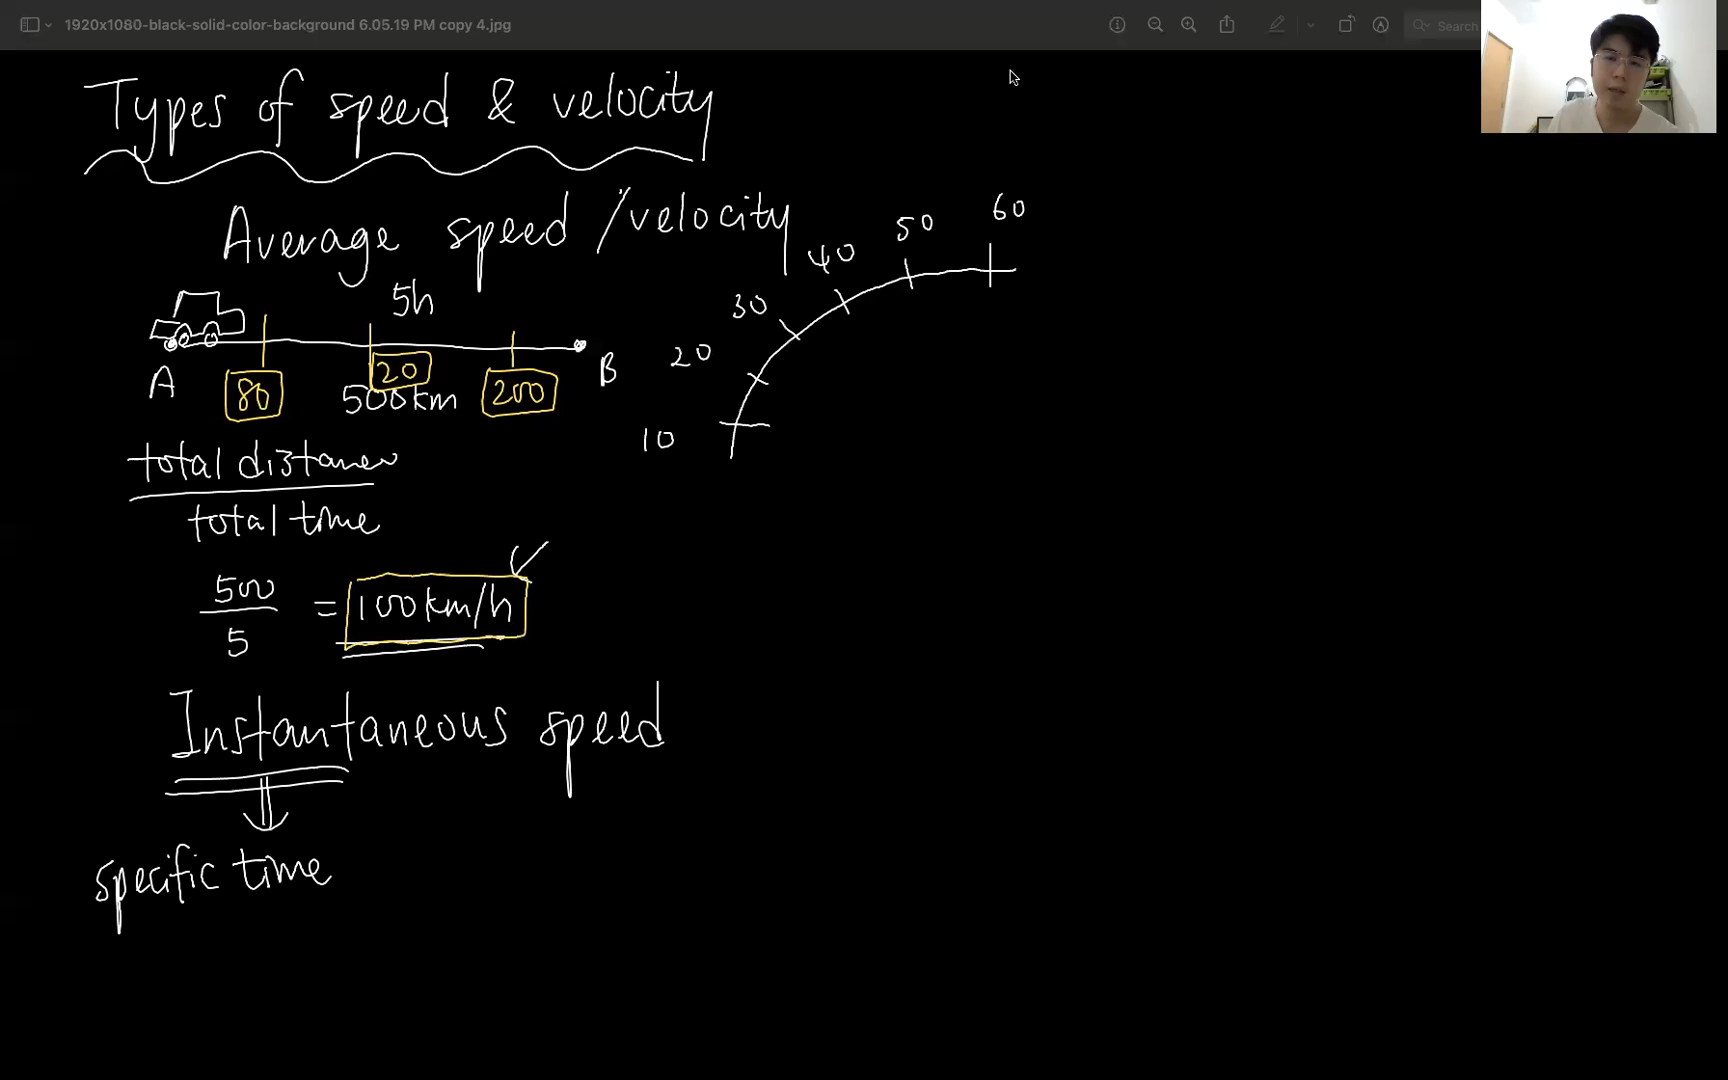 1920x1080-black-solid-color-background 6.05.19 PM copy 4.jpg
Search
Types of speed & velocity
Average speed/velocity
5h
A
80
20
500km
200
B
10
20
30
40
50
60
total distance
total time
500
5
= 100km/h
Instantaneous speed
specific time